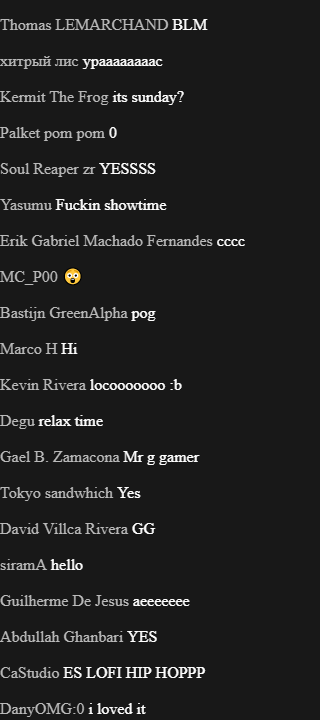 Thomas LEMARCHAND BLM
хитрый лис ураааааааас
Kermit The Frog its sunday?
Palket pom pom 0
Soul Reaper zr YESSSS
Yasumu Fuckin showtime
Erik Gabriel Machado Fernandes cccc
MC_P00 😲
Bastijn GreenAlpha pog
Marco H Hi
Kevin Rivera locooooooo :b
Degu relax time
Gael B. Zamacona Mr g gamer
Tokyo sandwhich Yes
David Villca Rivera GG
siramA hello
Guilherme De Jesus aeeeeeee
Abdullah Ghanbari YES
CaStudio ES LOFI HIP HOPPP
DanyOMG:0 i loved it